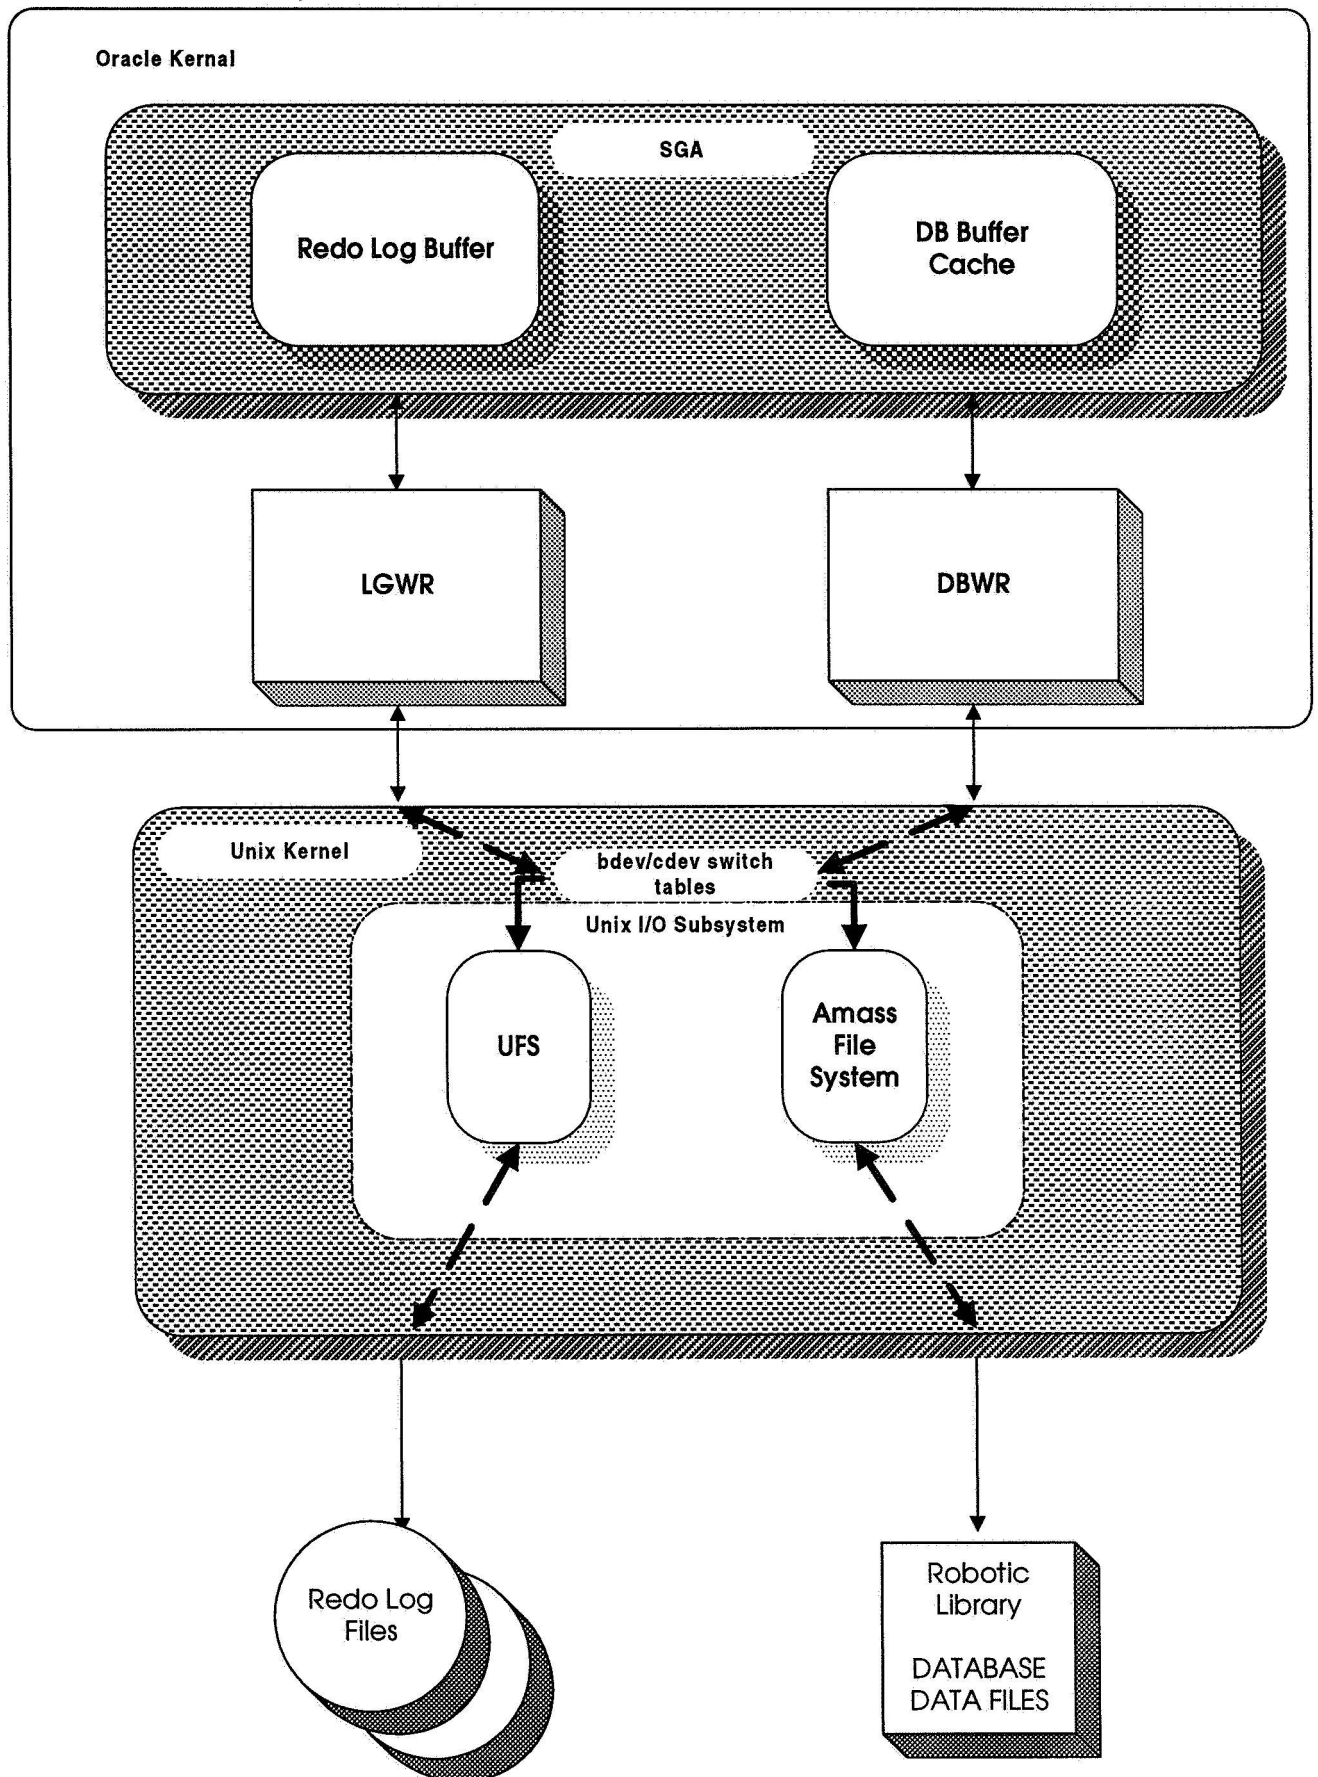 Oracle Kernal
SGA
Redo Log Buffer
DB Buffer
Cache
LGWR
DBWR
Unix Kernel
bdev/cdev switch
tables
Unix I/O Subsystem
UFS
Amass
File
System
Redo Log
Files
Robotic
Library
DATABASE
DATA FILES